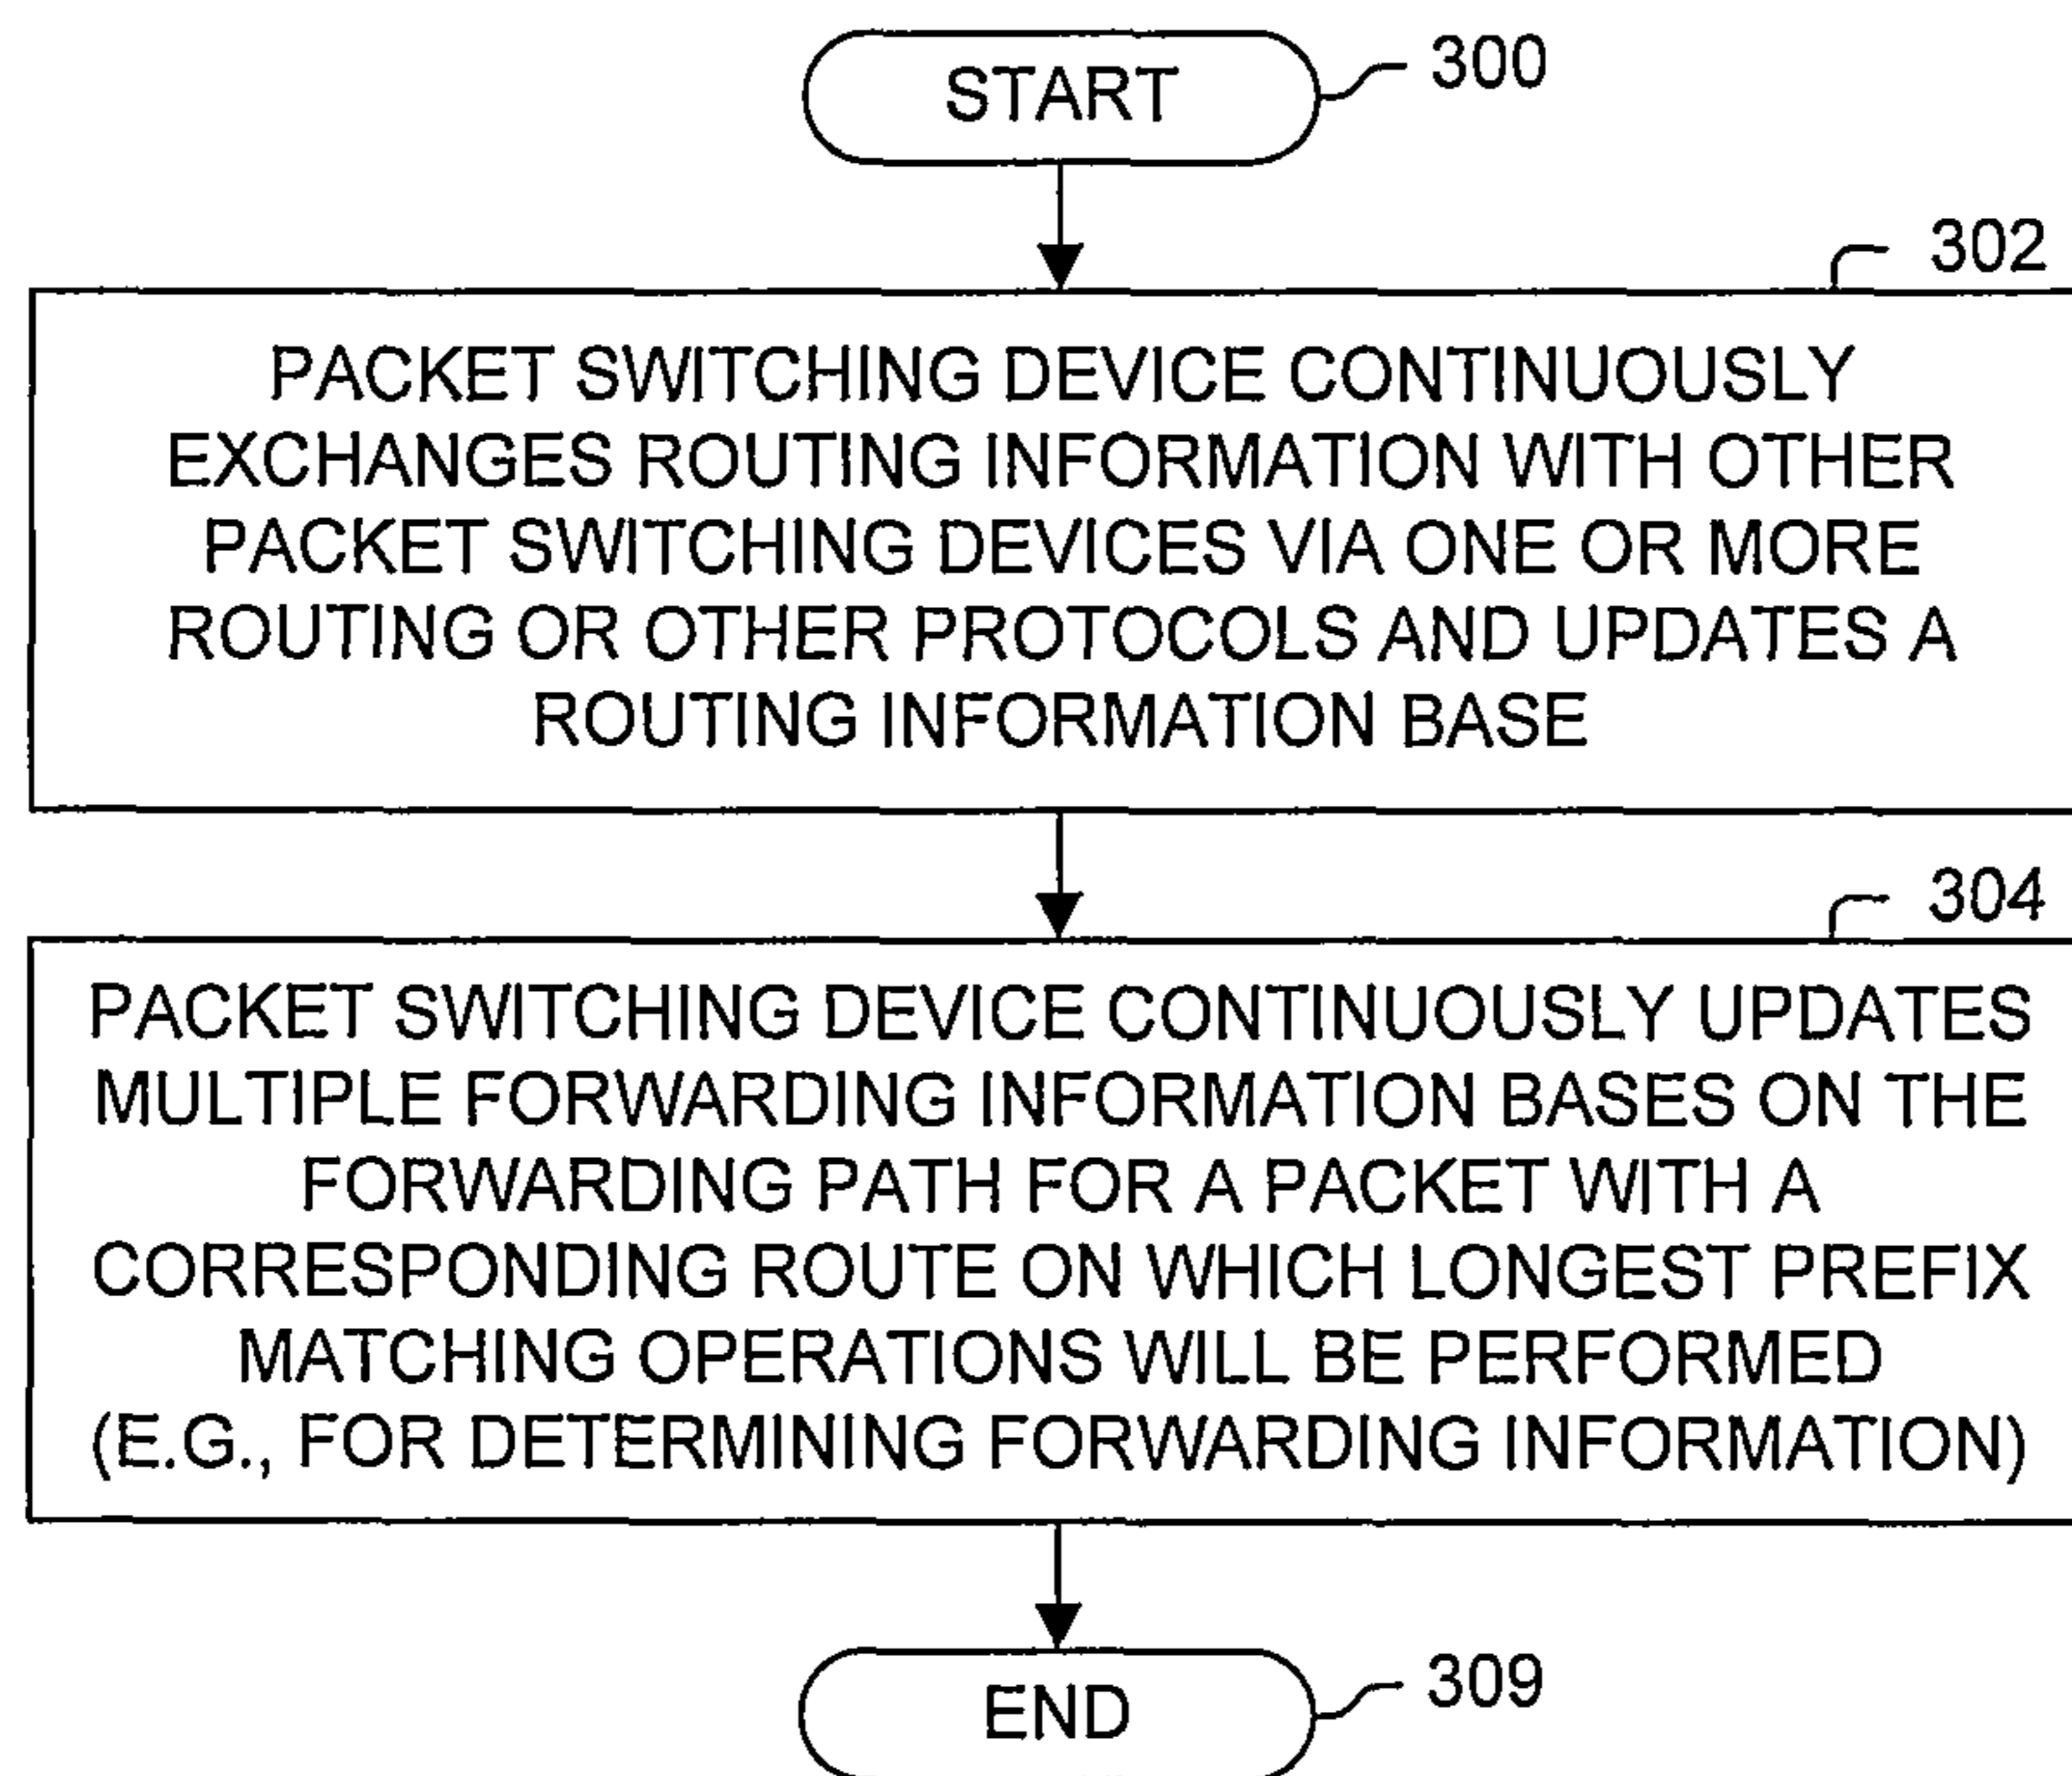 START
300
302
PACKET SWITCHING DEVICE CONTINUOUSLY
EXCHANGES ROUTING INFORMATION WITH OTHER
PACKET SWITCHING DEVICES VIA ONE OR MORE
ROUTING OR OTHER PROTOCOLS AND UPDATES A
ROUTING INFORMATION BASE
304
PACKET SWITCHING DEVICE CONTINUOUSLY UPDATES
MULTIPLE FORWARDING INFORMATION BASES ON THE
FORWARDING PATH FOR A PACKET WITH A
CORRESPONDING ROUTE ON WHICH LONGEST PREFIX
MATCHING OPERATIONS WILL BE PERFORMED
(E.G., FOR DETERMINING FORWARDING INFORMATION)
END
309